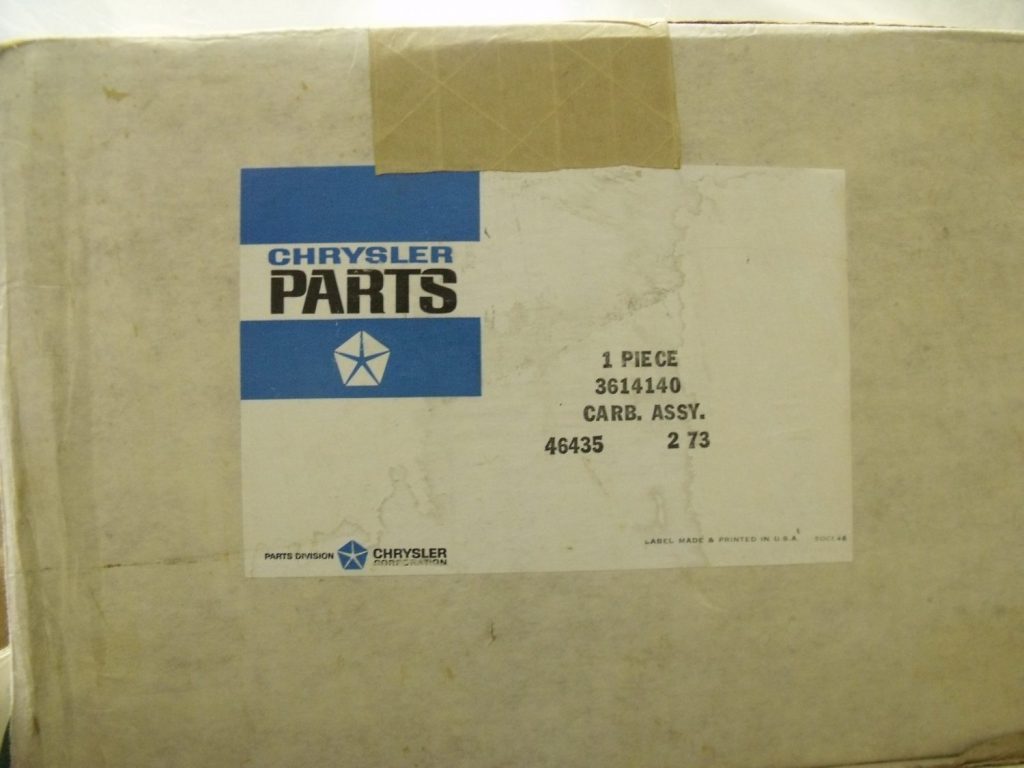 CHRYSLER
PARTS
1 PIECE
3614140
CARB. ASSY.
46435 2 73
PARTS DIVISION CHRYSLER
CORPORATION
LABEL MADE & PRINTED IN U.S.A.